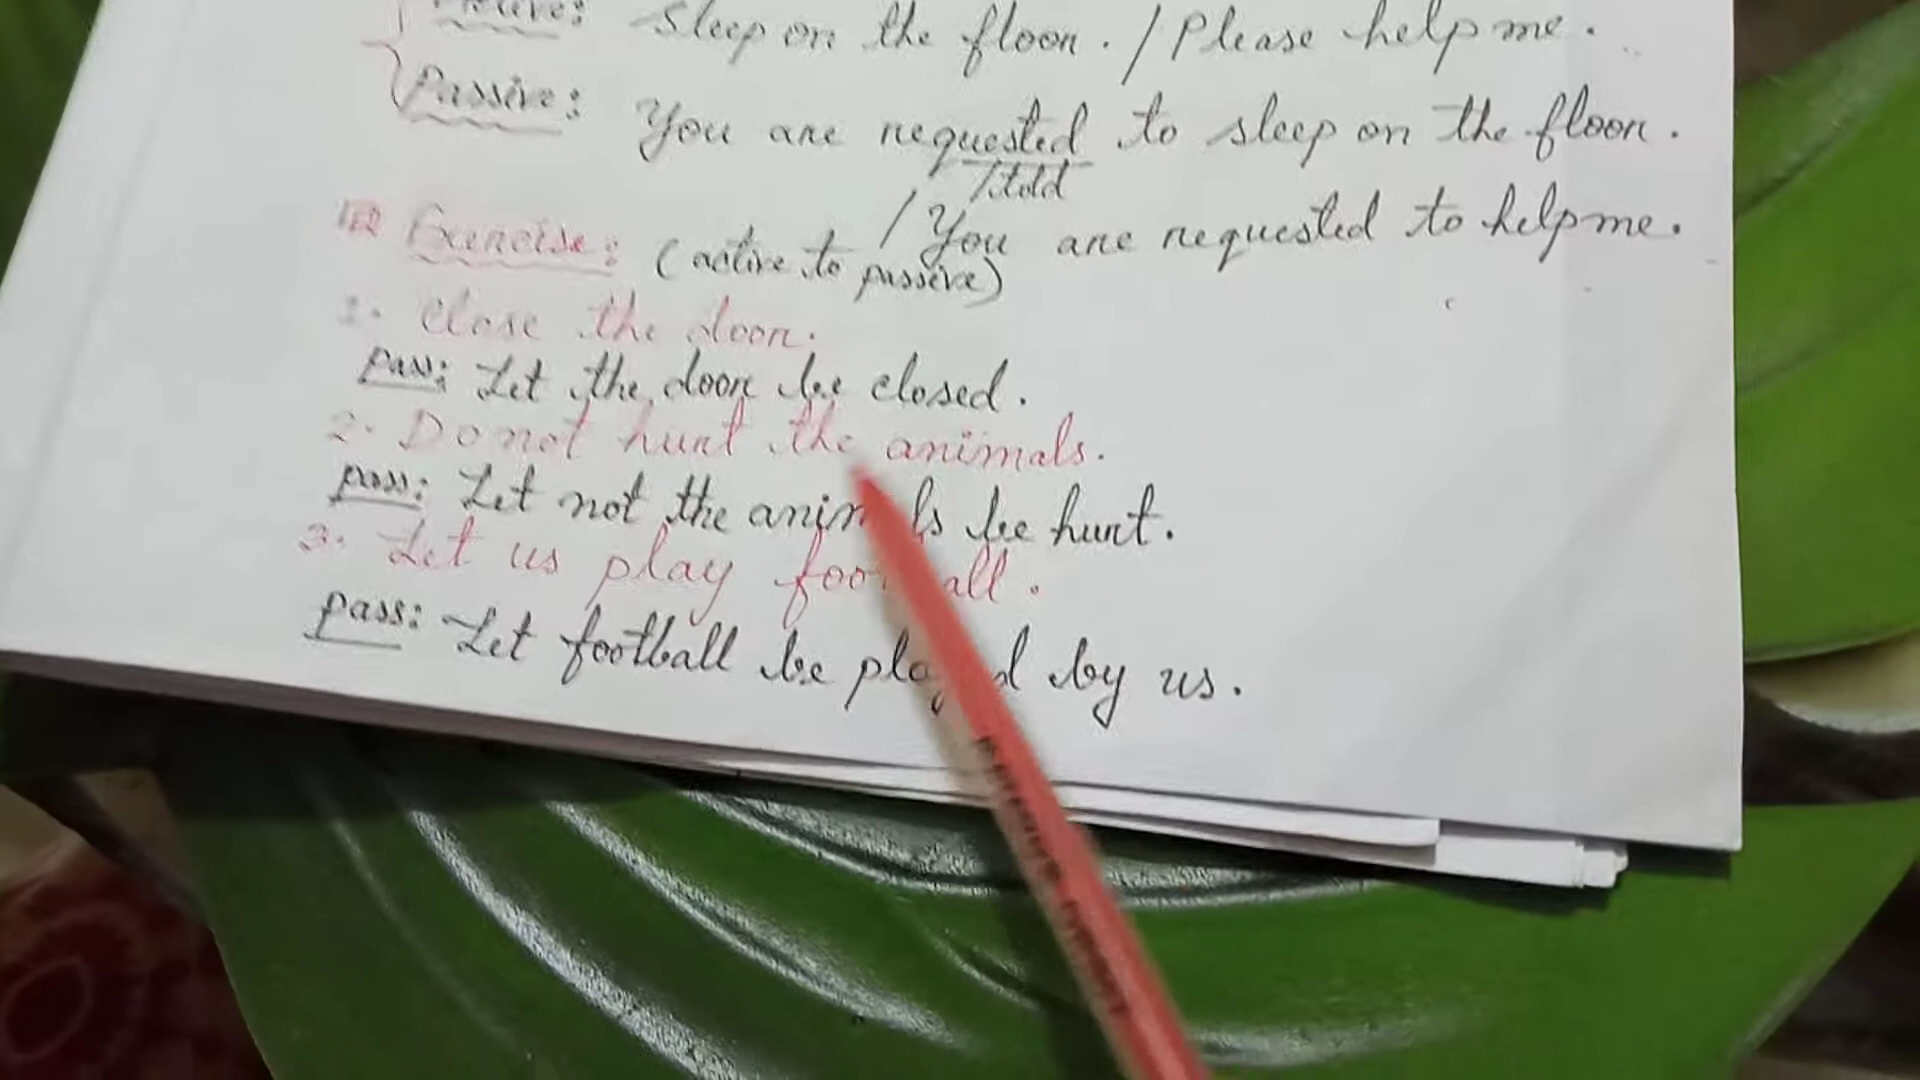 Active: Sleep on the floor. / Please help me.
Passive: You are requested to sleep on the floor.
/told
/ You are requested to help me.
Exercise: (active to passive)
1. Close the door.
Pass: Let the door be closed.
2. Do not hunt the animals.
Pass: Let not the animals be hunt.
3. Let us play football.
Pass: Let football be played by us.